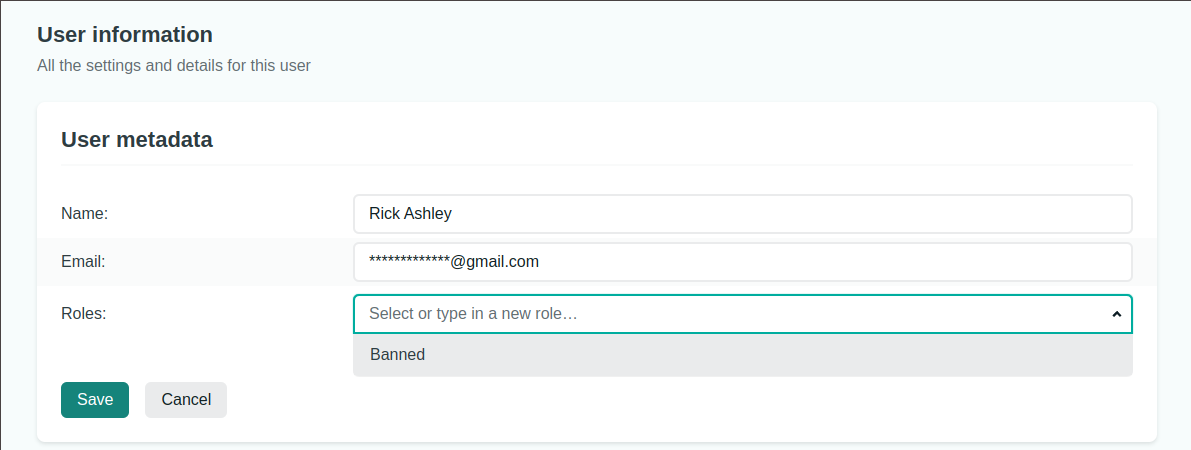 User information
All the settings and details for this user
User metadata
Name:
Rick Ashley
Email:
*************@gmail.com
Roles:
Select or type in a new role…
Banned
Save
Cancel